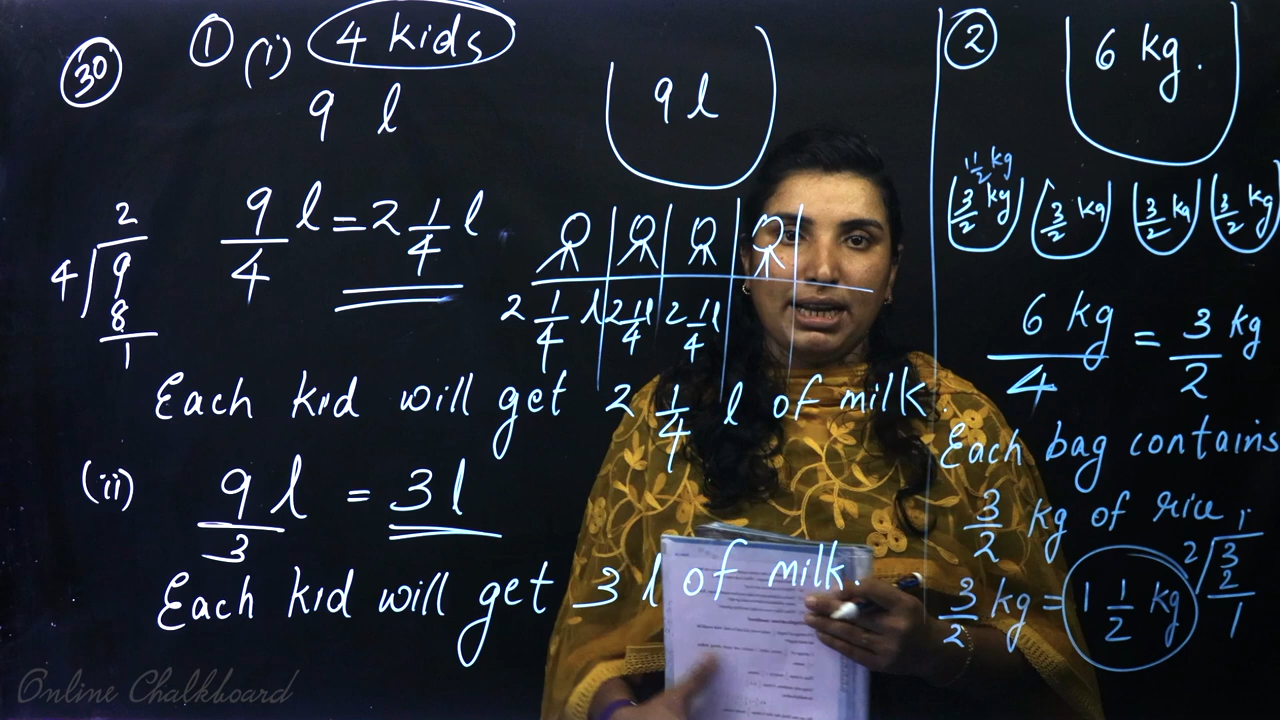 30
1 (i) 4 kids
9 l
9 l
9/4 l = 2 1/4 l
2
4 9
8
1
2 1/4 l 2 1/4 l 2 1/4 l
Each kid will get 2 1/4 l of milk.
(ii) 9 l/3 = 3 l
Each kid will get 3 l of milk.
2
6 kg.
1 1/2 kg
3/2 kg 3/2 kg 3/2 kg 3/2 kg
6 kg/4 = 3/2 kg
Each bag contains
3/2 kg of rice,
1
2 3
2
1
3/2 kg = 1 1/2 kg
Online Chalkboard